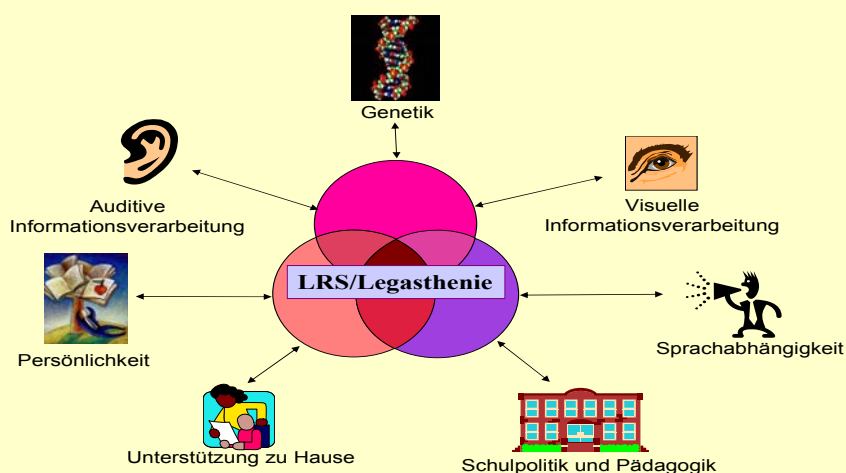 Genetik
Auditive
Informationsverarbeitung
Visuelle
Informationsverarbeitung
LRS/Legasthenie
Persönlichkeit
Sprachabhängigkeit
Unterstützung zu Hause
Schulpolitik und Pädagogik